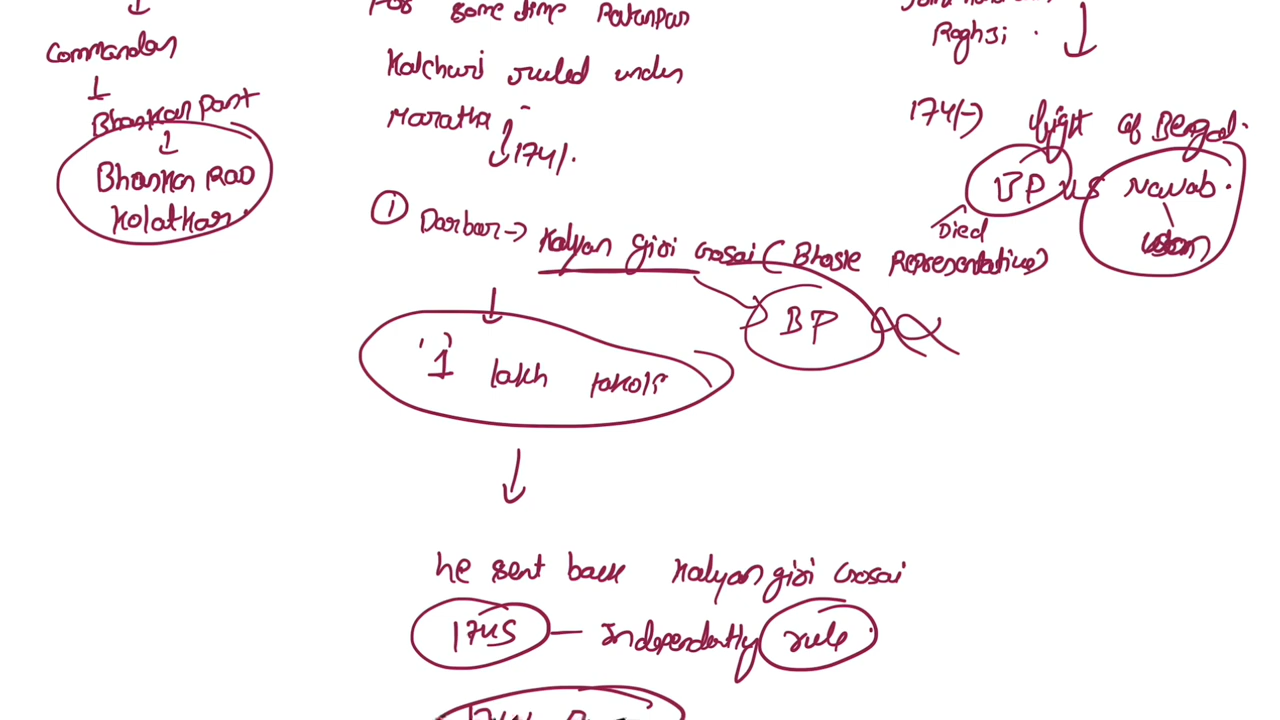 Commander
Bhaskar Pant
Bhaskar Rao
Kolatkar.
For some time Ratanpur
Kalchuri ruled under
Maratha
1741.
① Darbar → Kalyan giri Gosai (Bhosle Representative)
BP
'1' lakh takoli
he sent back Kalyan giri Gosai
1745 — Independently rule
Raghji.
1741 → fight of Bengal.
BP vs Nawab.
Died
won